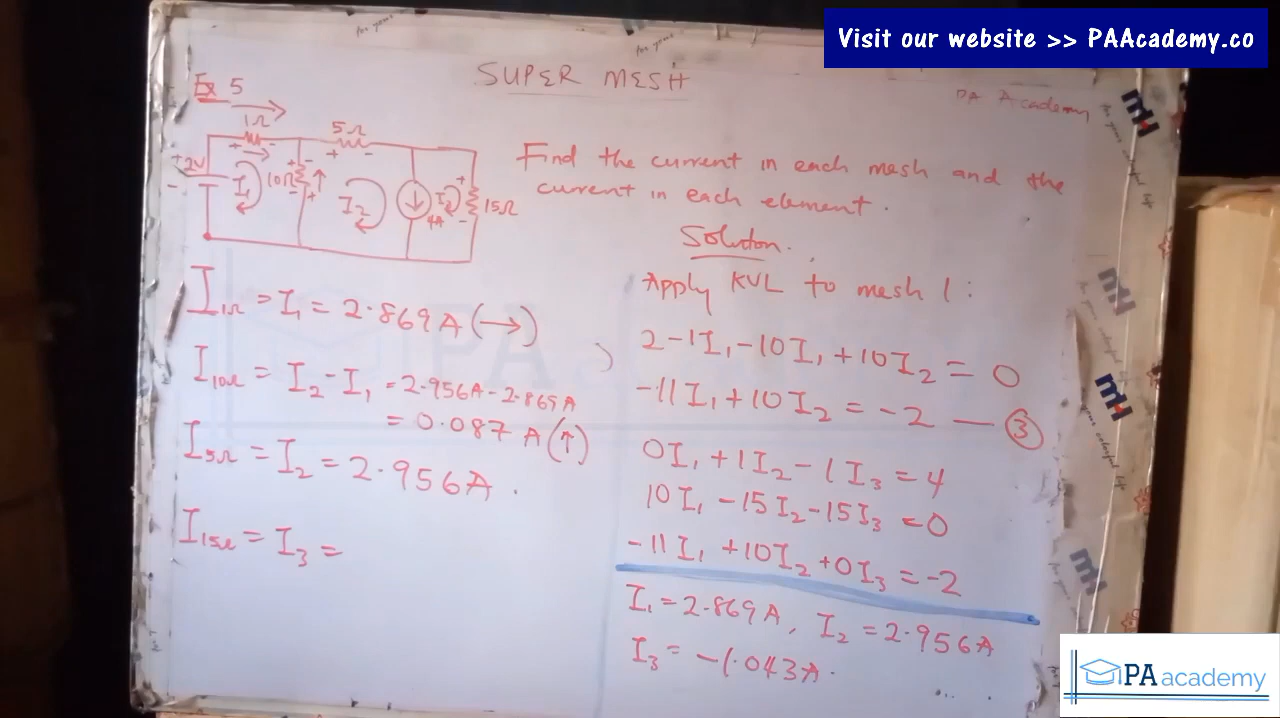 Visit our website >> PAAcademy.co
SUPER MESH
PA Academy
Ex 5
1Ω
5Ω
+ - + -
+2V
-
I₁
10Ω
I₂
4A
15Ω
Find the current in each mesh and the
current in each element.
Solution.
Apply KVL to mesh 1:
2-1I₁-10I₁+10I₂ = 0
-11I₁+10I₂ = -2 — ③
0I₁+1I₂-1I₃ = 4
10I₁-15I₂-15I₃ = 0
-11I₁+10I₂+0I₃ = -2
I₁ = 2.869A, I₂ = 2.956A
I₃ = -1.043A.
I₁Ω = I₁ = 2.869A (→)
I₁₀Ω = I₂-I₁ = 2.956A-2.869A
= 0.087A (↑)
I₅Ω = I₂ = 2.956A.
I₁₅Ω = I₃ =
PA academy